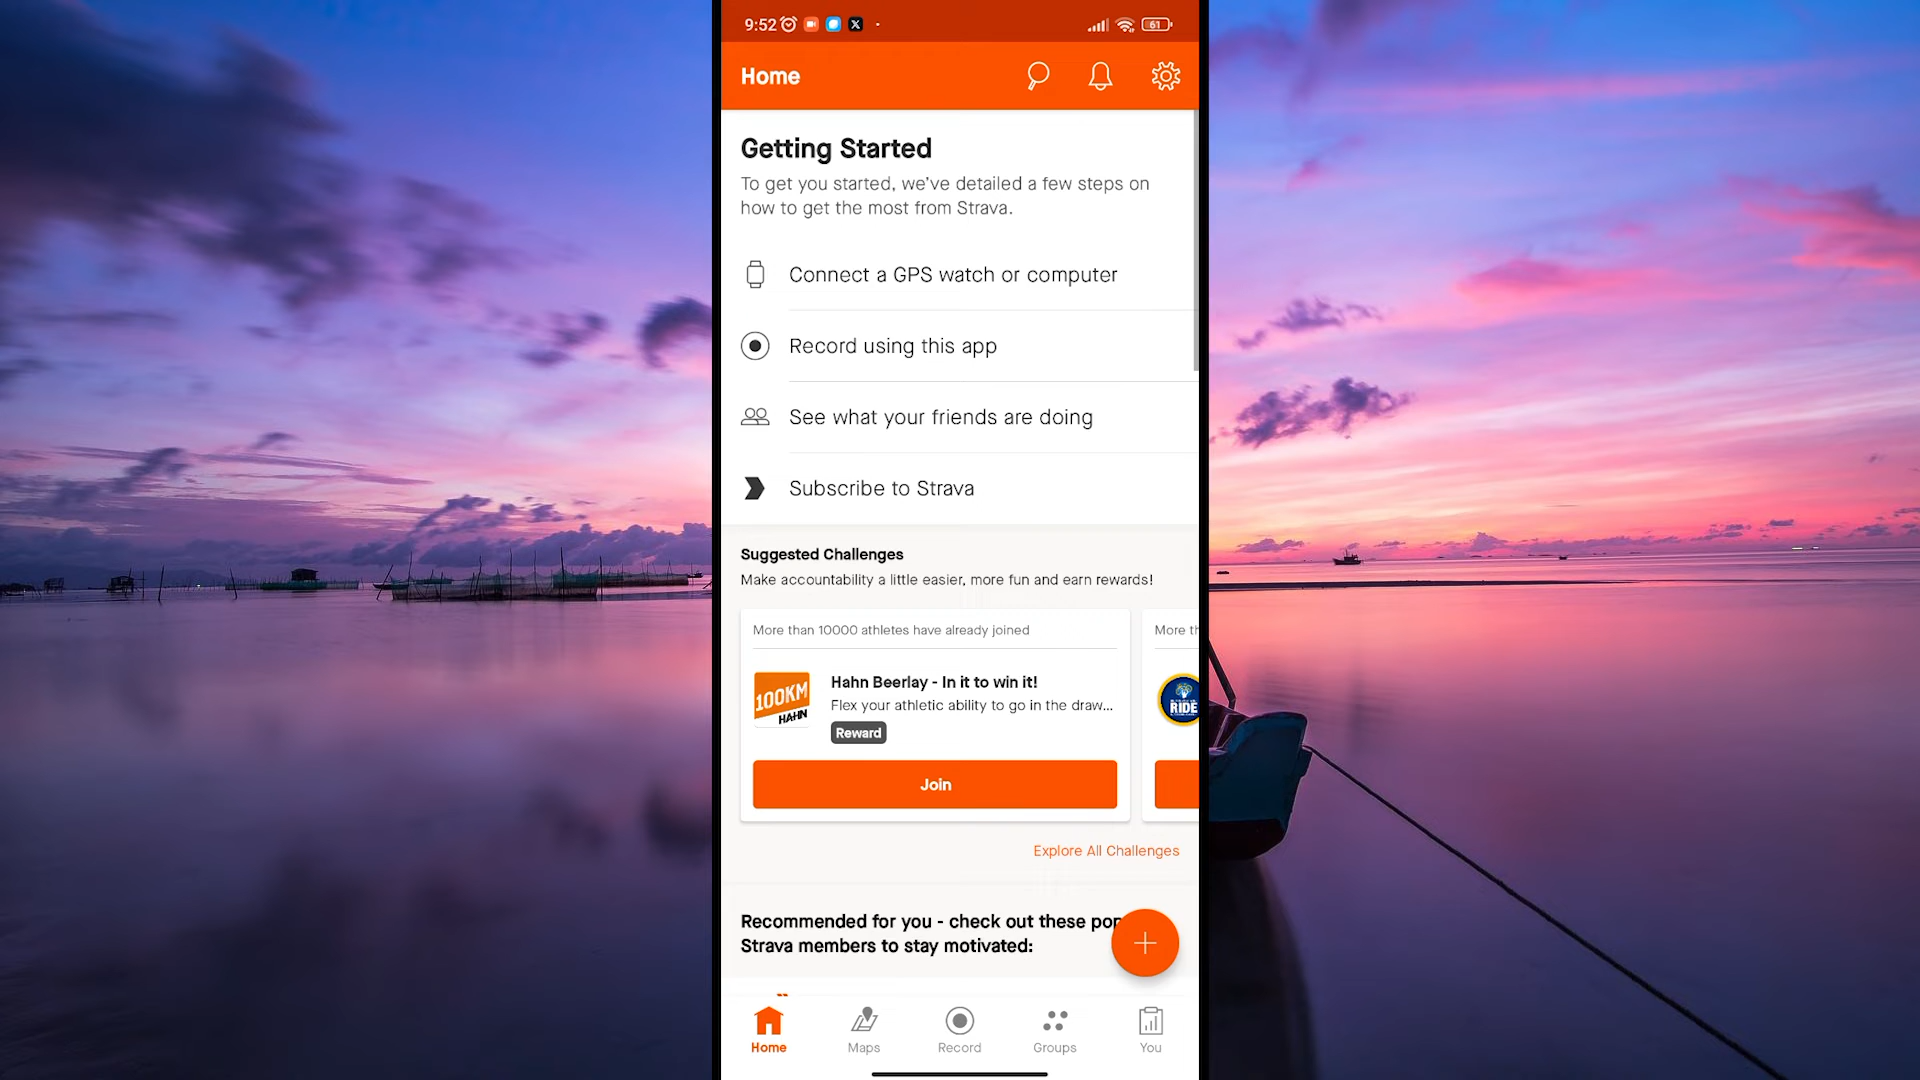 9:52
61
Home
Getting Started
To get you started, we've detailed a few steps on
how to get the most from Strava.
Connect a GPS watch or computer
Record using this app
See what your friends are doing
Subscribe to Strava
Suggested Challenges
Make accountability a little easier, more fun and earn rewards!
More than 10000 athletes have already joined
More th
100KM
HAHN
Hahn Beerlay - In it to win it!
Flex your athletic ability to go in the draw...
Reward
RIDE
Join
Explore All Challenges
Recommended for you - check out these pop
Strava members to stay motivated:
Home
Maps
Record
Groups
You